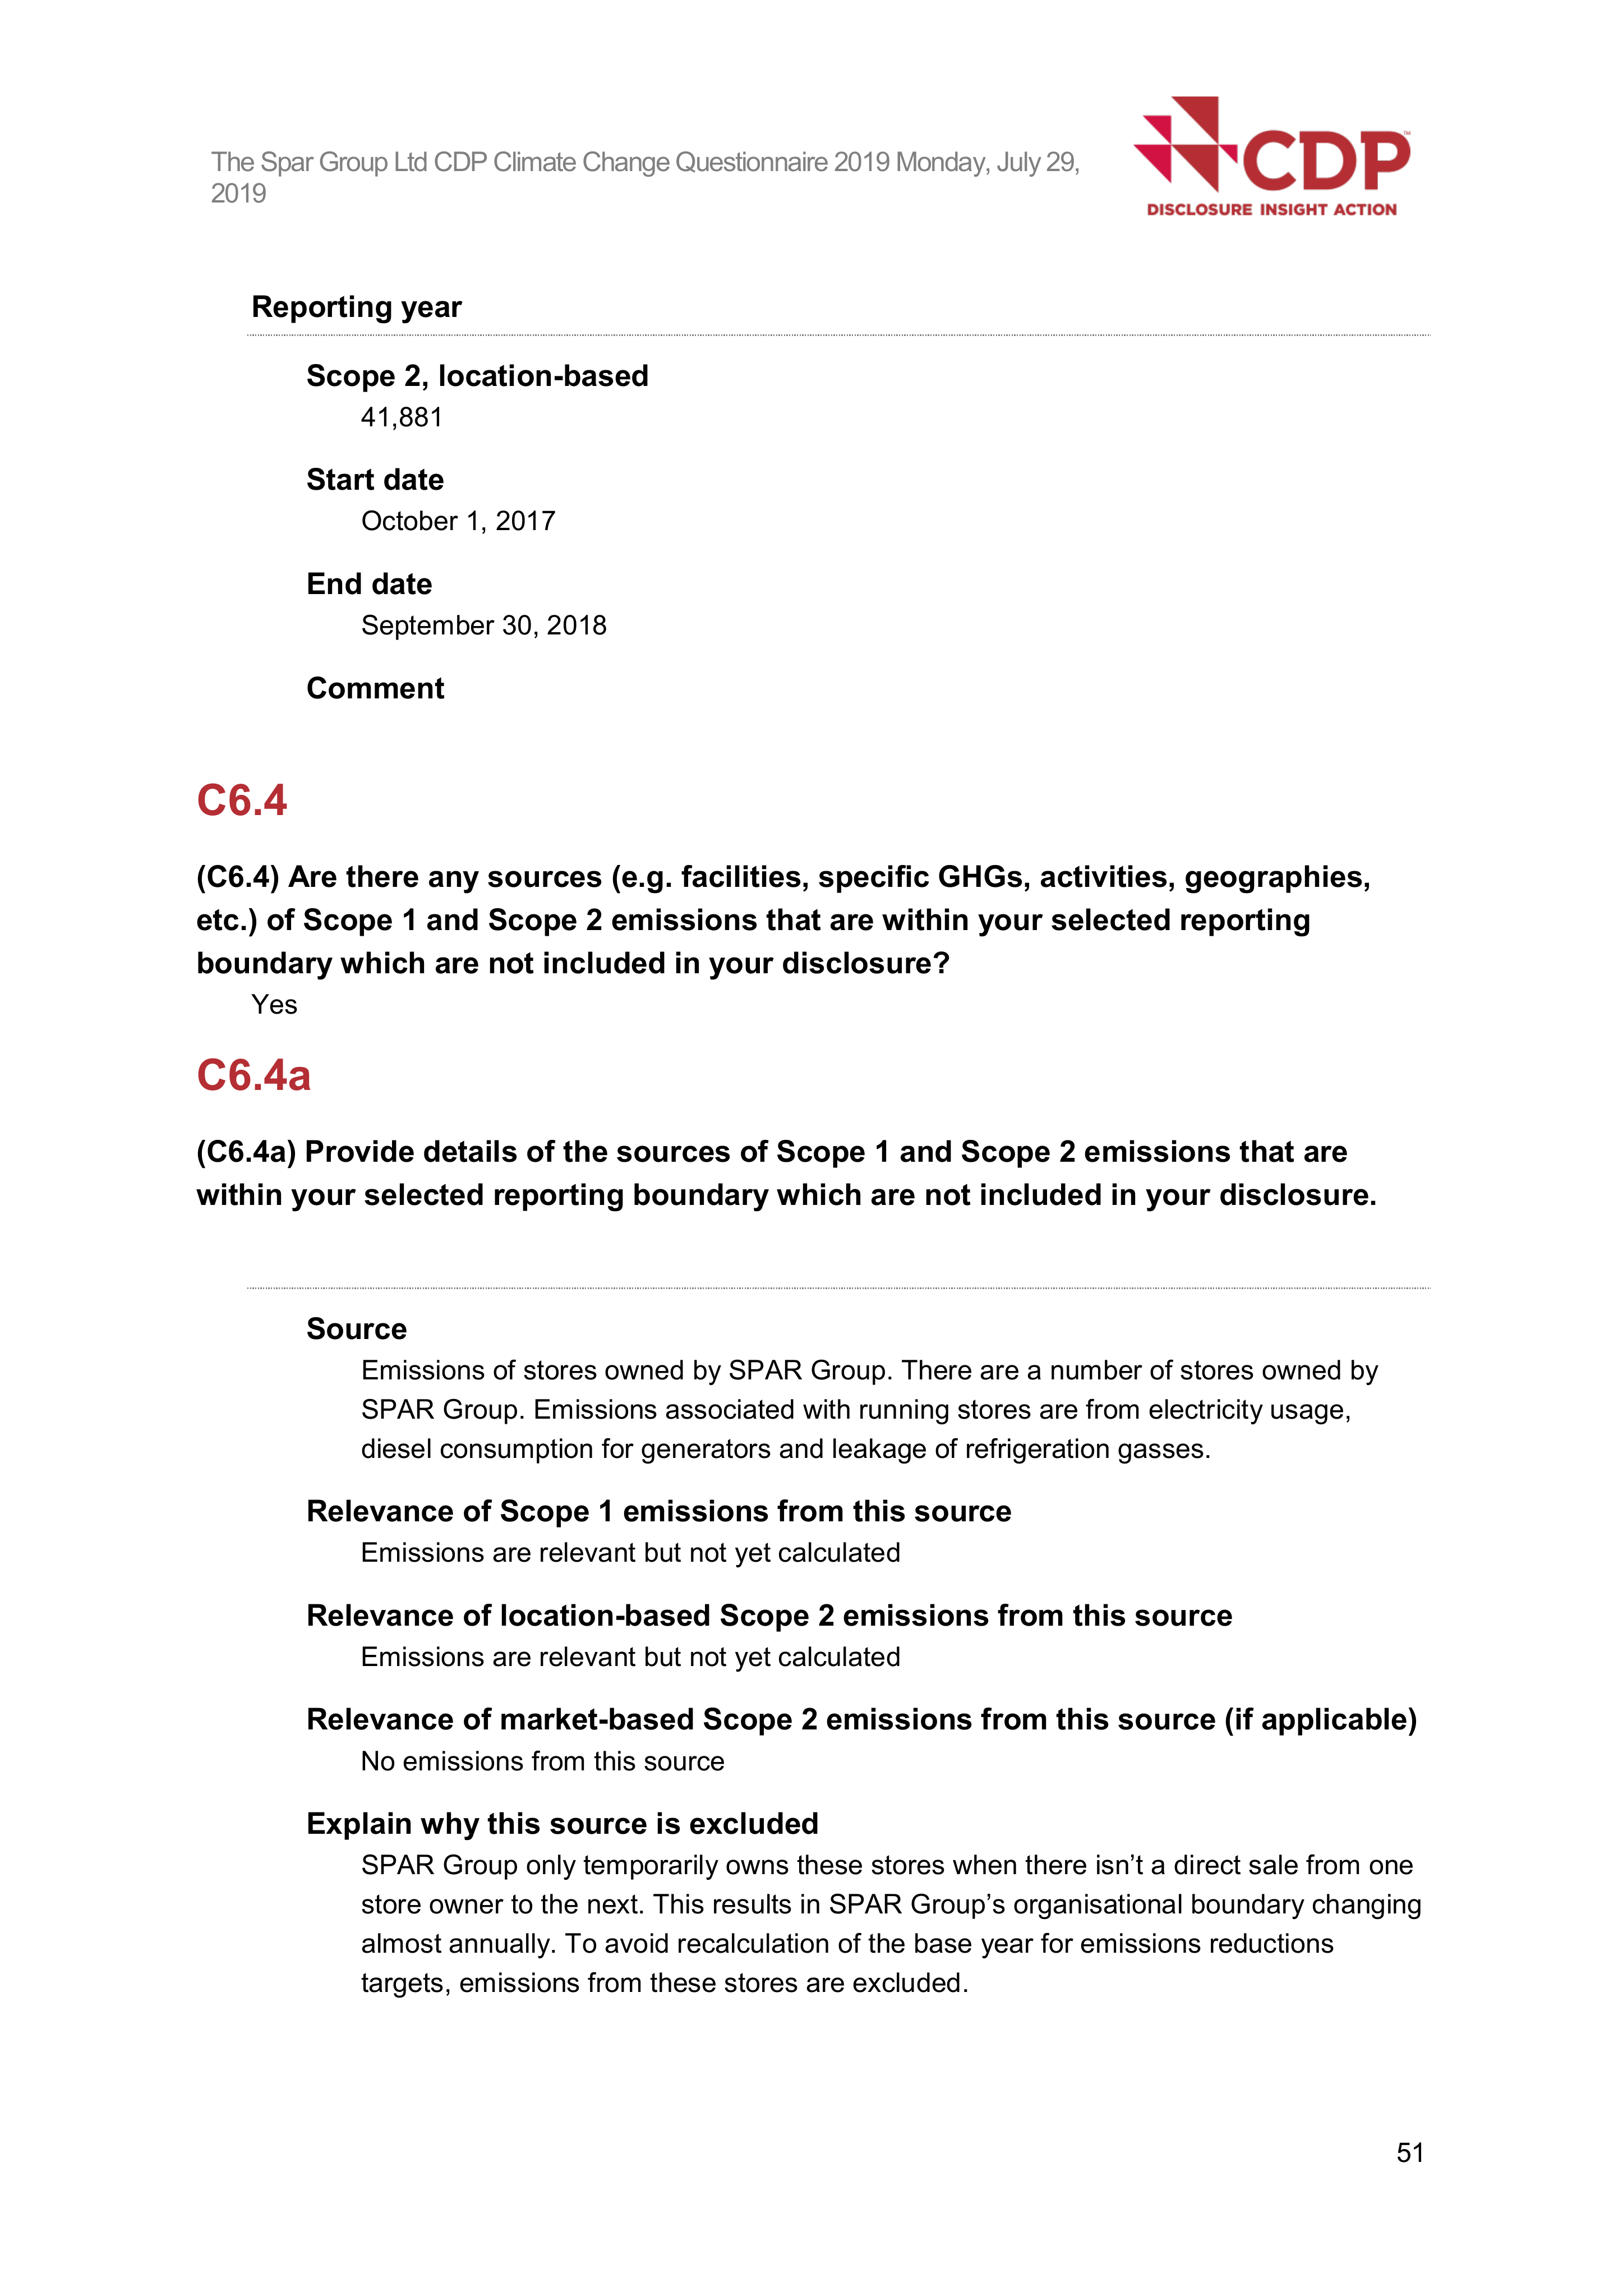 The Spar Group Ltd CDP Climate Change Questionnaire 2019 Monday, July 29,
2019
CDP™
DISCLOSURE INSIGHT ACTION
Reporting year
Scope 2, location-based
41,881
Start date
October 1, 2017
End date
September 30, 2018
Comment
C6.4
(C6.4) Are there any sources (e.g. facilities, specific GHGs, activities, geographies,
etc.) of Scope 1 and Scope 2 emissions that are within your selected reporting
boundary which are not included in your disclosure?
Yes
C6.4a
(C6.4a) Provide details of the sources of Scope 1 and Scope 2 emissions that are
within your selected reporting boundary which are not included in your disclosure.
Source
Emissions of stores owned by SPAR Group. There are a number of stores owned by
SPAR Group. Emissions associated with running stores are from electricity usage,
diesel consumption for generators and leakage of refrigeration gasses.
Relevance of Scope 1 emissions from this source
Emissions are relevant but not yet calculated
Relevance of location-based Scope 2 emissions from this source
Emissions are relevant but not yet calculated
Relevance of market-based Scope 2 emissions from this source (if applicable)
No emissions from this source
Explain why this source is excluded
SPAR Group only temporarily owns these stores when there isn’t a direct sale from one
store owner to the next. This results in SPAR Group’s organisational boundary changing
almost annually. To avoid recalculation of the base year for emissions reductions
targets, emissions from these stores are excluded.
51